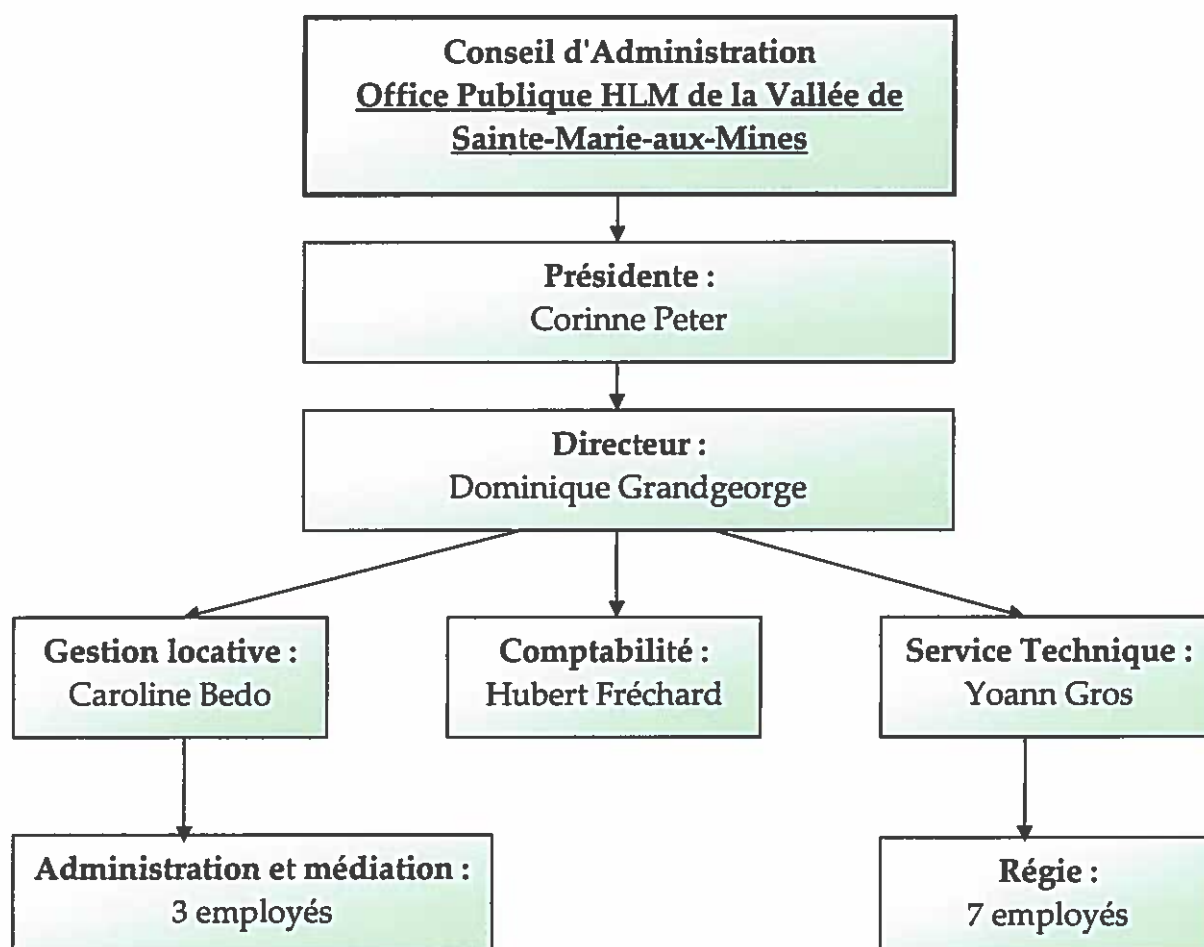 Conseil d'Administration
Office Publique HLM de la Vallée de
Sainte-Marie-aux-Mines
Présidente :
Corinne Peter
Directeur :
Dominique Grandgeorge
Gestion locative :
Caroline Bedo
Comptabilité :
Hubert Fréchard
Service Technique :
Yoann Gros
Administration et médiation :
3 employés
Régie :
7 employés